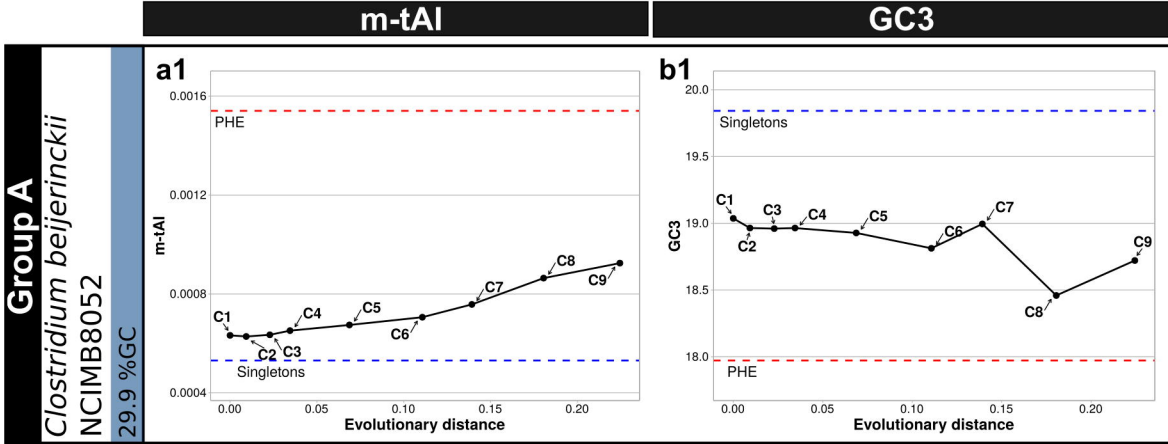 m-tAI
GC3
Group A
Clostridium beijerinckii
NCIMB8052
29.9 %GC
a1
0.0016
0.0012
0.0008
0.0004
m-tAI
PHE
C1
C2
C3
C4
C5
C6
C7
C8
C9
Singletons
0.00
0.05
0.10
0.15
0.20
Evolutionary distance
b1
20.0
19.5
19.0
18.5
18.0
GC3
Singletons
C1
C2
C3
C4
C5
C6
C7
C8
C9
PHE
0.00
0.05
0.10
0.15
0.20
Evolutionary distance